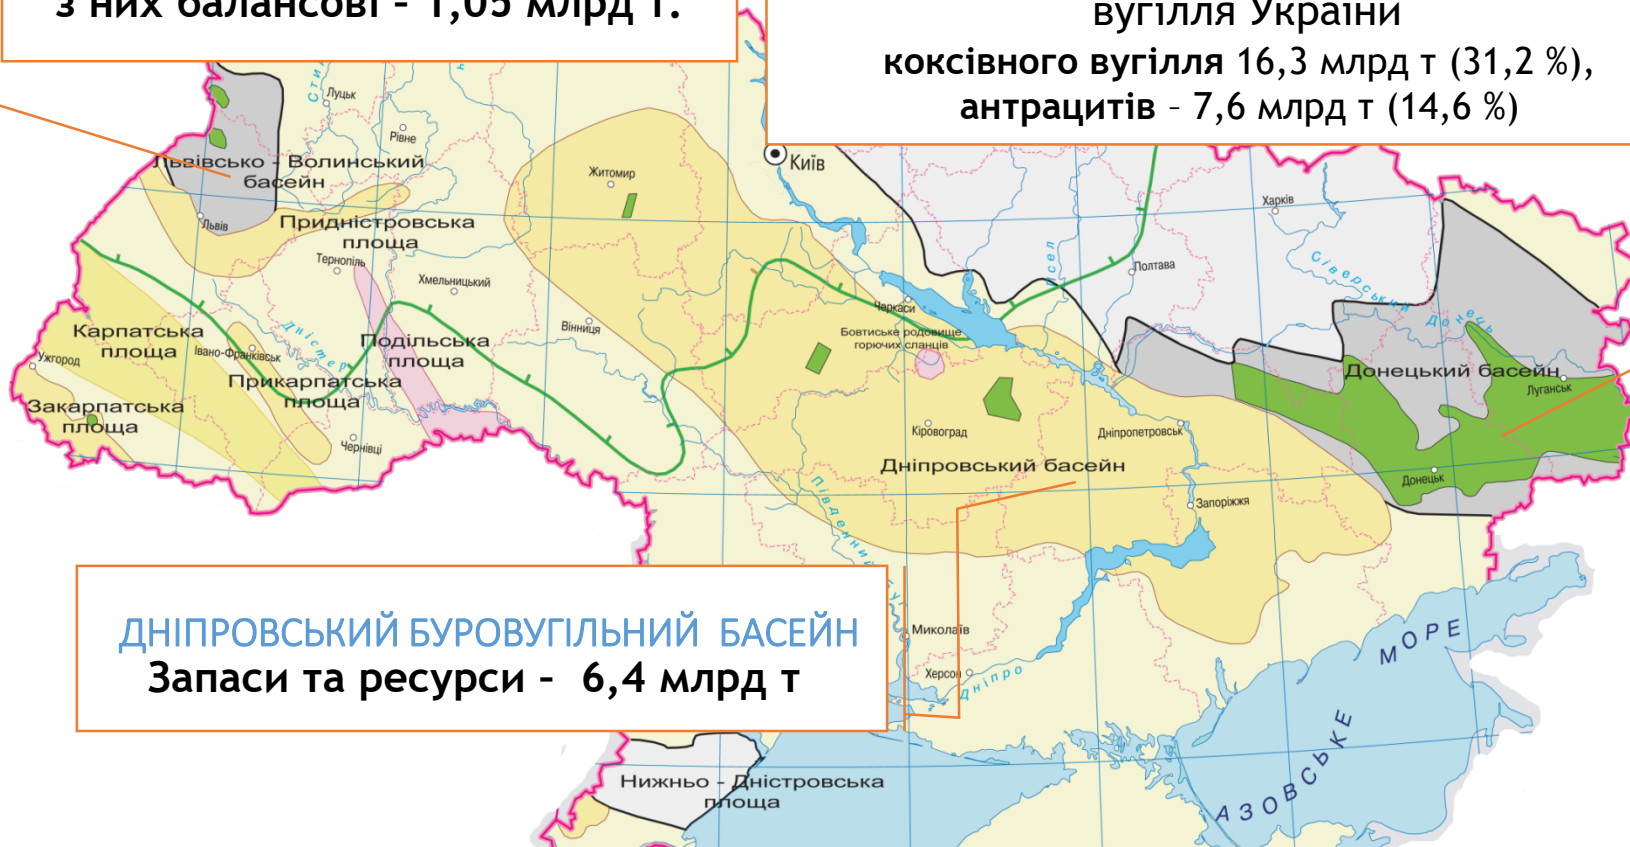 з них балансові – 1,05 млрд т.
вугілля України
коксівного вугілля 16,3 млрд т (31,2 %),
антрацитів – 7,6 млрд т (14,6 %)
Луцьк
Рівне
Київ
Житомир
Львівсько - Волинський
басейн
Львів
Придністровська
площа
Тернопіль
Хмельницький
Харків
Полтава
Псел
Сіверський Донець
Черкаси
Вінниця
Бовтиське родовище
горючих сланців
Карпатська
площа
Ужгород
Івано-Франківськ
Дністер
Подільська
площа
Прикарпатська
площа
Закарпатська
площа
Чернівці
Донецький басейн
Луганськ
Кіровоград
Дніпропетровськ
Дніпровський басейн
Донецьк
Запоріжжя
Південний Буг
ДНІПРОВСЬКИЙ БУРОВУГІЛЬНИЙ БАСЕЙН
Запаси та ресурси – 6,4 млрд т
Миколаїв
Херсон
Дніпро
АЗОВСЬКЕ МОРЕ
Нижньо - Дністровська
площа